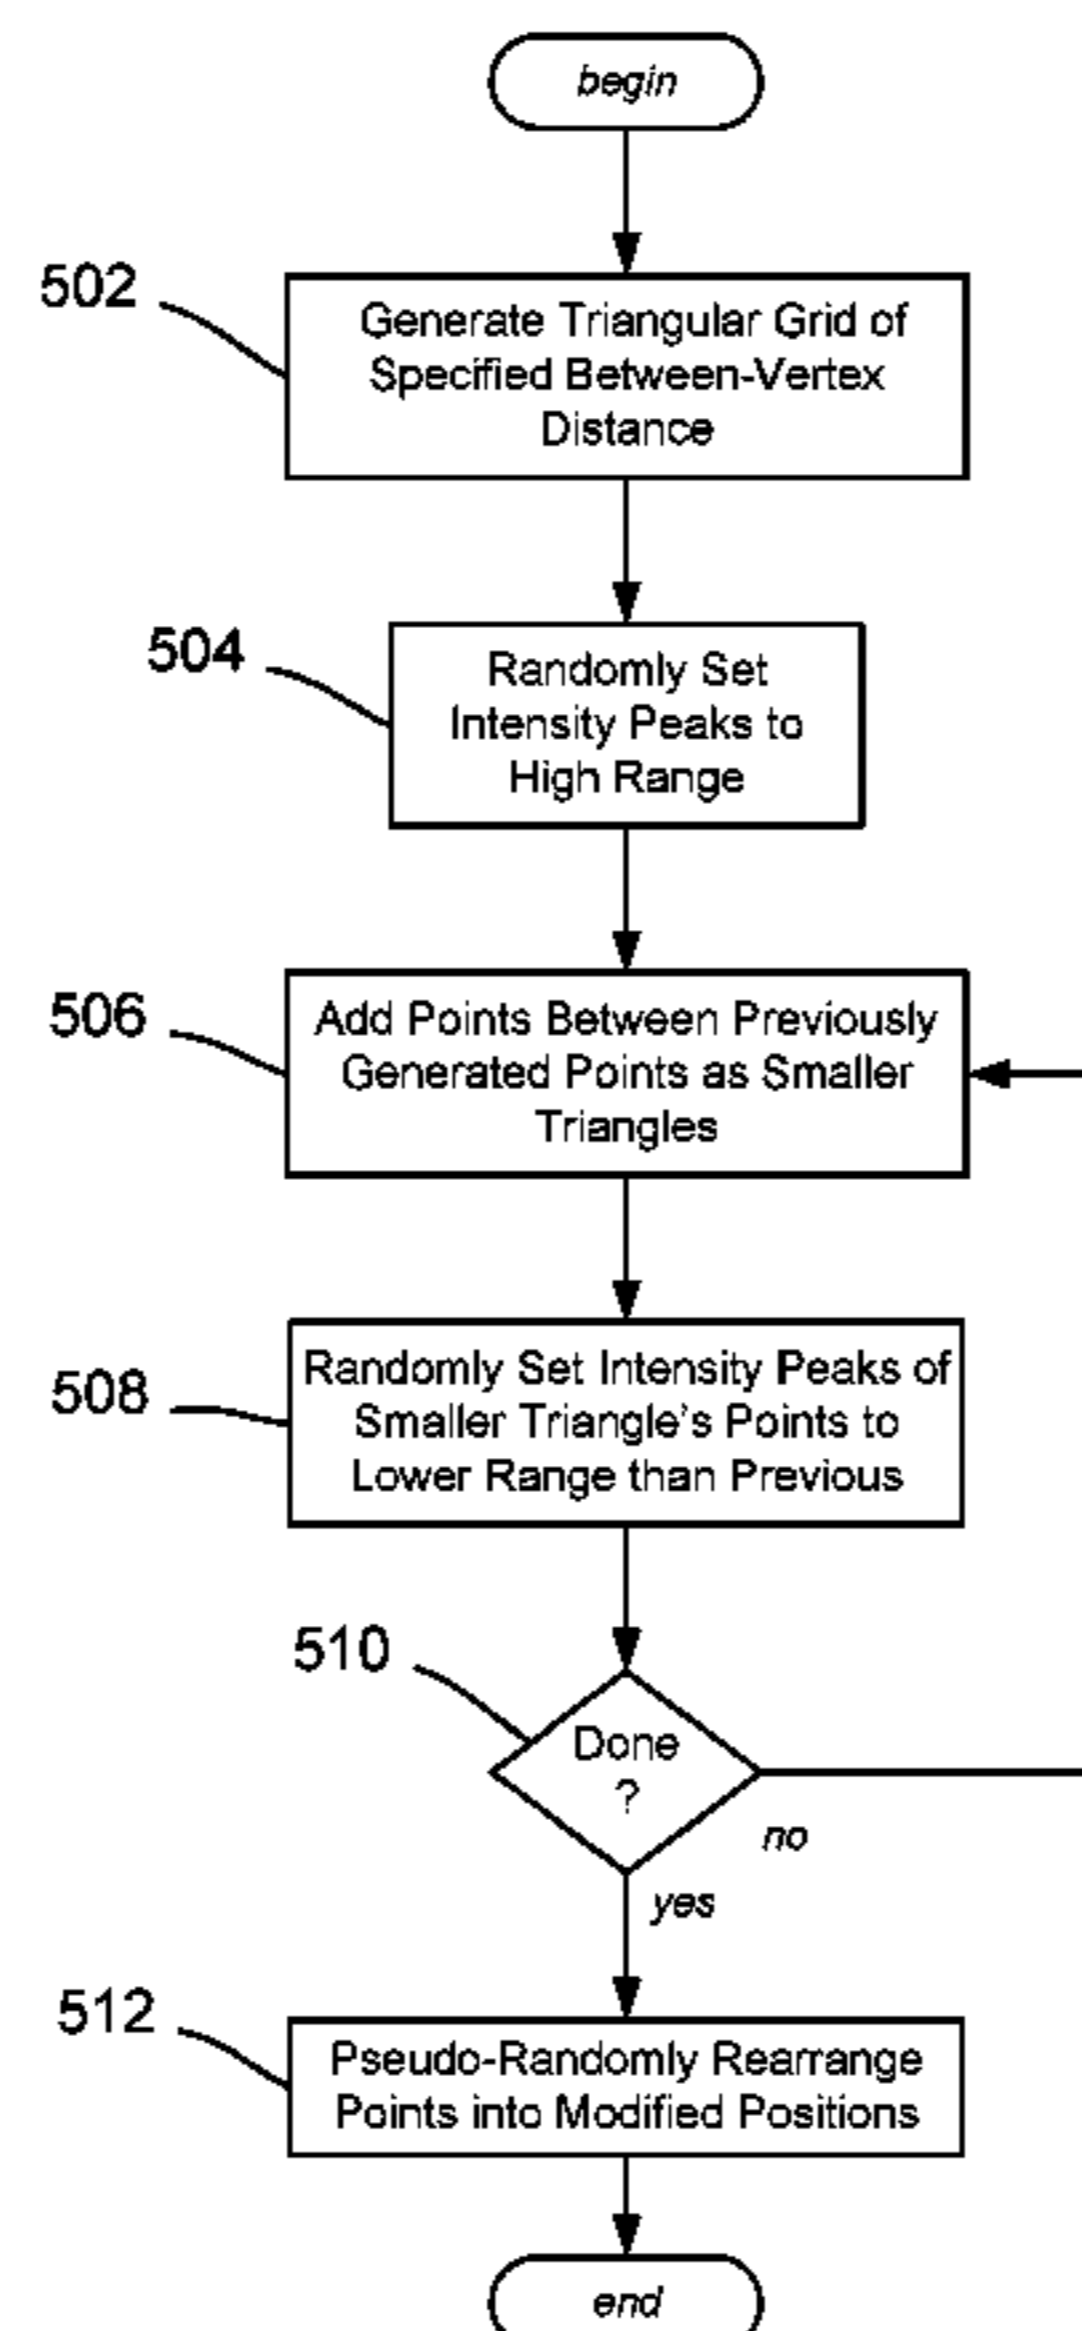 begin
502
Generate Triangular Grid of
Specified Between-Vertex
Distance
504
Randomly Set
Intensity Peaks to
High Range
506
Add Points Between Previously
Generated Points as Smaller
Triangles
508
Randomly Set Intensity Peaks of
Smaller Triangle's Points to
Lower Range than Previous
510
Done
?
no
yes
512
Pseudo-Randomly Rearrange
Points into Modified Positions
end